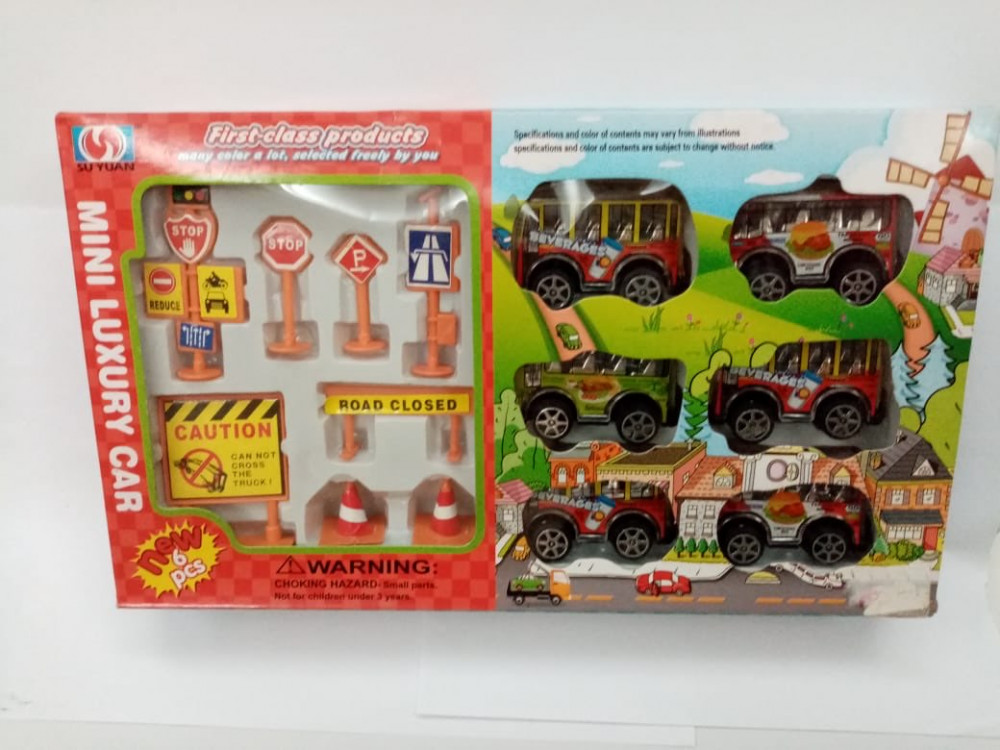 First-class products
many color a lot, selected freely by you
SU YUAN
MINI LUXURY CAR
STOP
REDUCE
STOP
P
ROAD CLOSED
CAUTION
CAN NOT
CROSS
THE
TRUCK!
new
6
pcs
WARNING:
CHOKING HAZARD-Small parts.
Not for children under 3 years.
Specifications and color of contents may vary from illustrations
specifications and color of contents are subject to change without notice.
BEVERAGES
BEVERAGES
BEVERAGES